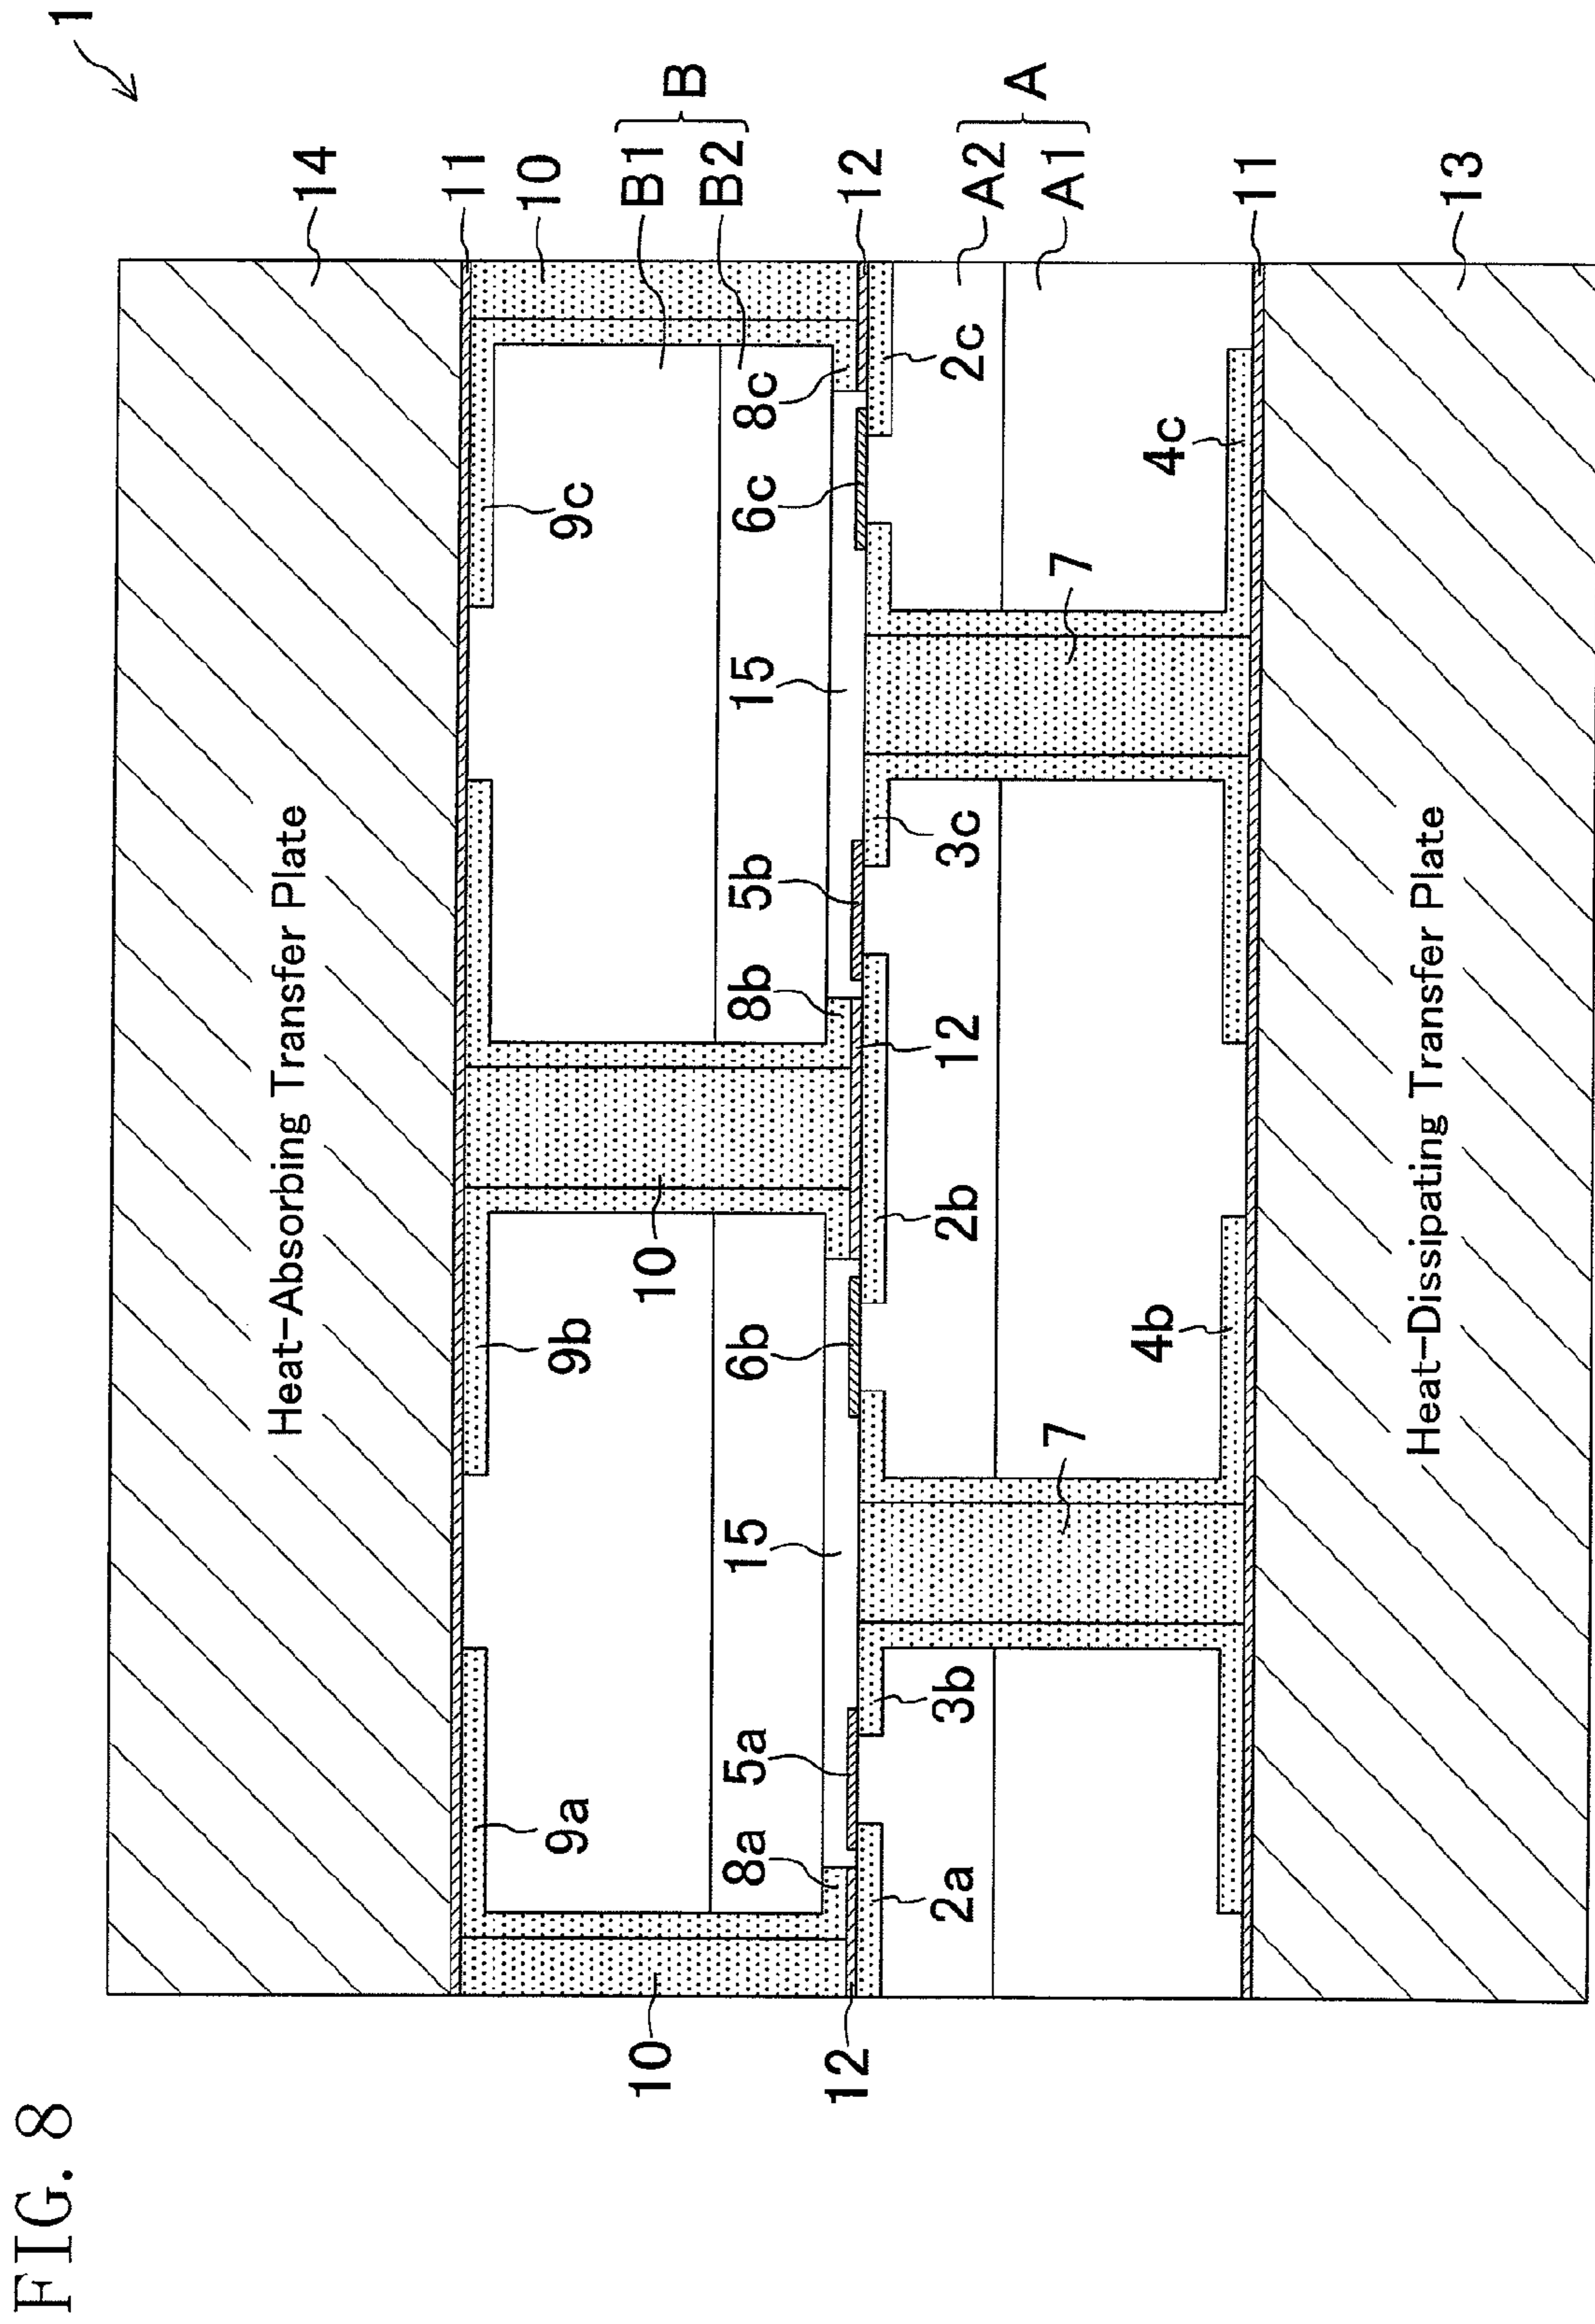 FIG. 8
1
14
11
10
B1
B2
B
12
A2
A1
A
11
13
Heat-Absorbing Transfer Plate
9a
9b
9c
10
10
8a
5a
15
6b
8b
5b
15
6c
8c
12
2a
3b
2b
12
3c
2c
7
7
4b
4c
Heat-Dissipating Transfer Plate